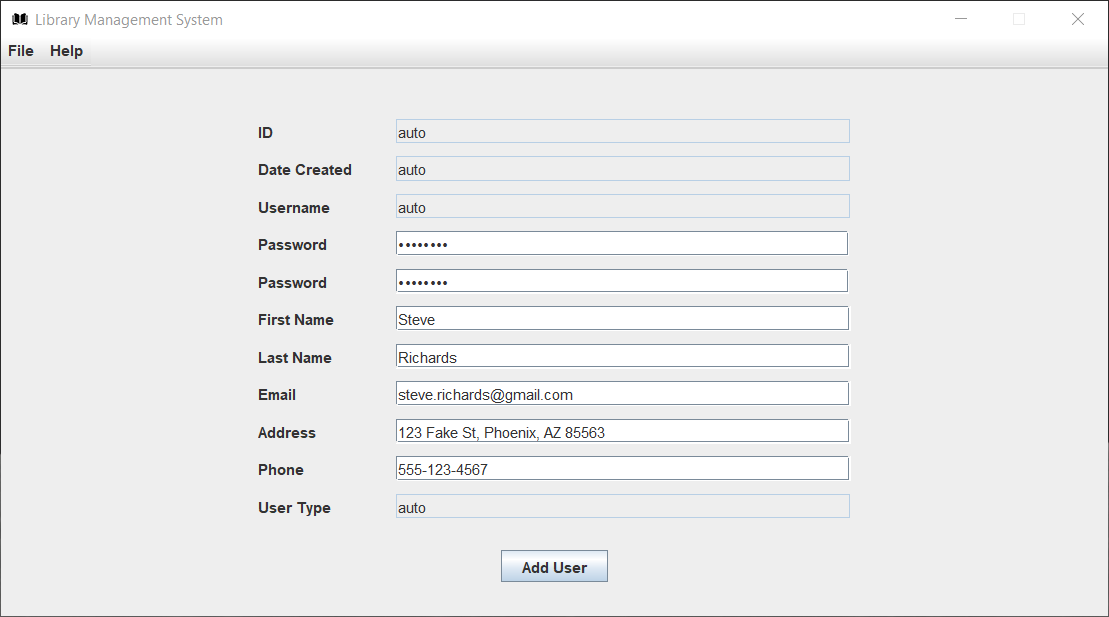 Library Management System
File Help
ID auto
Date Created auto
Username auto
Password ••••••••
Password ••••••••
First Name Steve
Last Name Richards
Email steve.richards@gmail.com
Address 123 Fake St, Phoenix, AZ 85563
Phone 555-123-4567
User Type auto
Add User